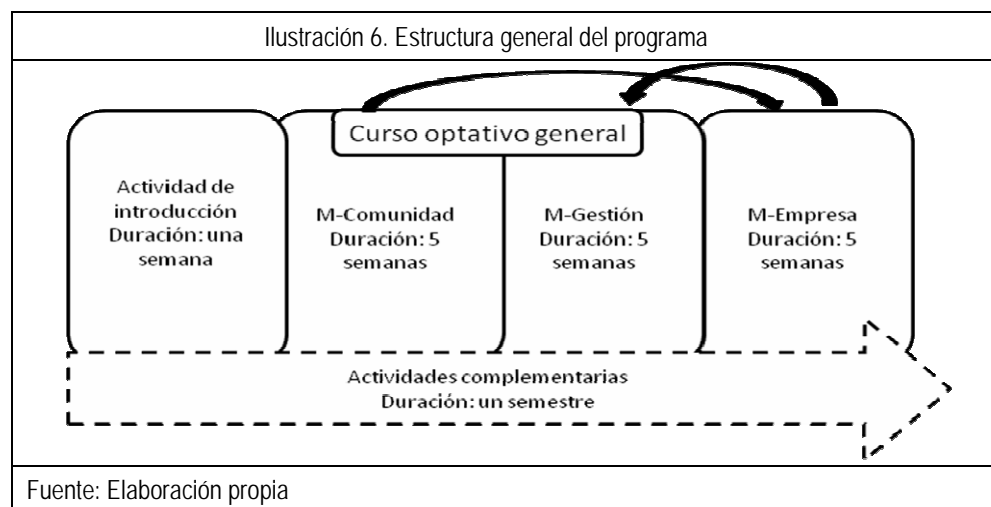 Ilustración 6. Estructura general del programa
Curso optativo general
Actividad de
introducción
Duración: una
semana
M-Comunidad
Duración: 5
semanas
M-Gestión
Duración: 5
semanas
M-Empresa
Duración: 5
semanas
Actividades complementarias
Duración: un semestre
Fuente: Elaboración propia